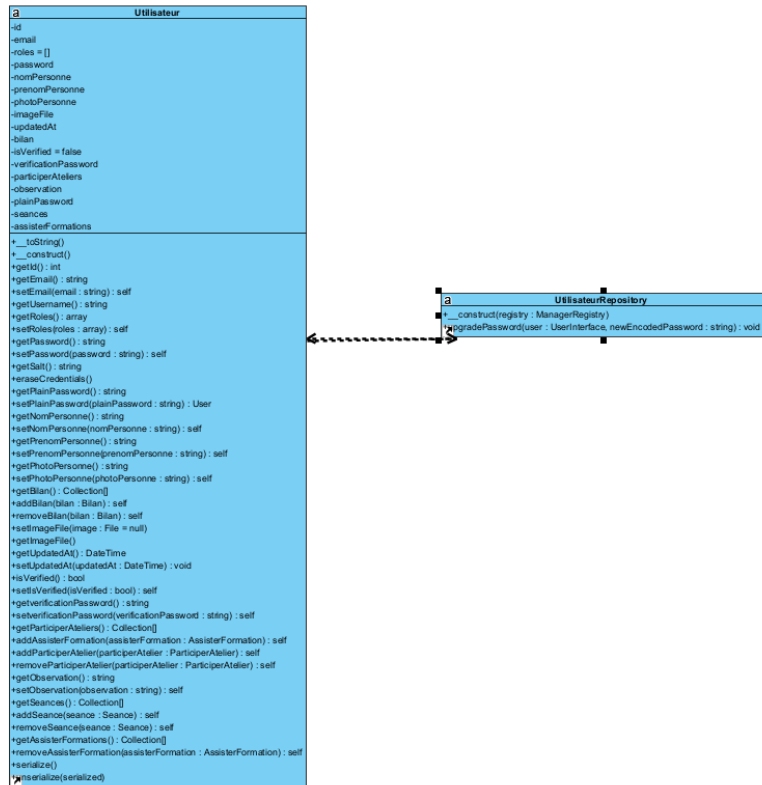 a
Utilisateur
-id
-email
-roles = []
-password
-nomPersonne
-prenomPersonne
-photoPersonne
-imageFile
-updatedAt
-bilan
-isVerified = false
-verificationPassword
-participerAteliers
-observation
-plainPassword
-seances
-assisterFormations
+__toString()
+__construct()
+getId() : int
+getEmail() : string
+setEmail(email : string) : self
+getUsername() : string
+getRoles() : array
+setRoles(roles : array) : self
+getPassword() : string
+setPassword(password : string) : self
+getSalt() : string
+eraseCredentials()
+getPlainPassword() : string
+setPlainPassword(plainPassword : string) : User
+getNomPersonne() : string
+setNomPersonne(nomPersonne : string) : self
+getPrenomPersonne() : string
+setPrenomPersonne(prenomPersonne : string) : self
+getPhotoPersonne() : string
+setPhotoPersonne(photoPersonne : string) : self
+getBilan() : Collection[]
+addBilan(bilan : Bilan) : self
+removeBilan(bilan : Bilan) : self
+setImageFile(image : File = null)
+getImageFile()
+getUpdatedAt() : DateTime
+setUpdatedAt(updatedAt : DateTime) : void
+isVerified() : bool
+setIsVerified(isVerified : bool) : self
+getverificationPassword() : string
+setverificationPassword(verificationPassword : string) : self
+getParticiperAteliers() : Collection[]
+addAssisterFormation(assisterFormation : AssisterFormation) : self
+addParticiperAtelier(participerAtelier : ParticiperAtelier) : self
+removeParticiperAtelier(participerAtelier : ParticiperAtelier) : self
+getObservation() : string
+setObservation(observation : string) : self
+getSeances() : Collection[]
+addSeance(seance : Seance) : self
+removeSeance(seance : Seance) : self
+getAssisterFormations() : Collection[]
+removeAssisterFormation(assisterFormation : AssisterFormation) : self
+serialize()
+unserialize(serialized)
a
UtilisateurRepository
+__construct(registry : ManagerRegistry)
+upgradePassword(user : UserInterface, newEncodedPassword : string) : void